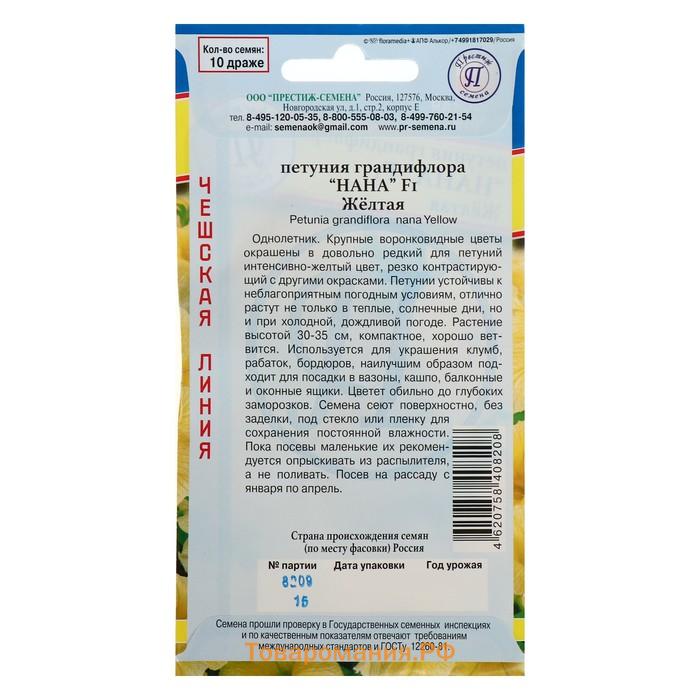 © floramedia+ АПФ Алькор/+74991817029/Россия
Кол-во семян:
10 драже
Престиж
П
семена
ООО “ПРЕСТИЖ-СЕМЕНА” Россия, 127576, Москва,
Новгородская ул, д.1, стр.2, корпус Е
тел. 8-495-120-05-35, 8-800-555-08-03, 8-499-760-21-54
e-mail: semenaok@gmail.com www.pr-semena.ru
петуния грандифлора
“НАНА” F1
Жёлтая
Petunia grandiflora nana Yellow
ЧЕШСКАЯ ЛИНИЯ
Однолетник. Крупные воронковидные цветы
окрашены в довольно редкий для петуний
интенсивно-желтый цвет, резко контрастирую-
щий с другими окрасками. Петунии устойчивы к
неблагоприятным погодным условиям, отлично
растут не только в теплые, солнечные дни, но
и при холодной, дождливой погоде. Растение
высотой 30-35 см, компактное, хорошо вет-
вится. Используется для украшения клумб,
рабаток, бордюров, наилучшим образом под-
ходит для посадки в вазоны, кашпо, балконные
и оконные ящики. Цветет обильно до глубоких
заморозков. Семена сеют поверхностно, без
заделки, под стекло или пленку для
сохранения постоянной влажности.
Пока посевы маленькие их рекомен-
дуется опрыскивать из распылителя,
а не поливать. Посев на рассаду с
января по апрель.
4 620758 408208
Страна происхождения семян
(по месту фасовки) Россия
№ партии Дата упаковки Год урожая
8209
15
Семена прошли проверку в Государственных семенных инспекциях
и по качественным показателям отвечают требованиям
международных стандартов и ГОСТу. 12260-81.
Товаромания.РФ